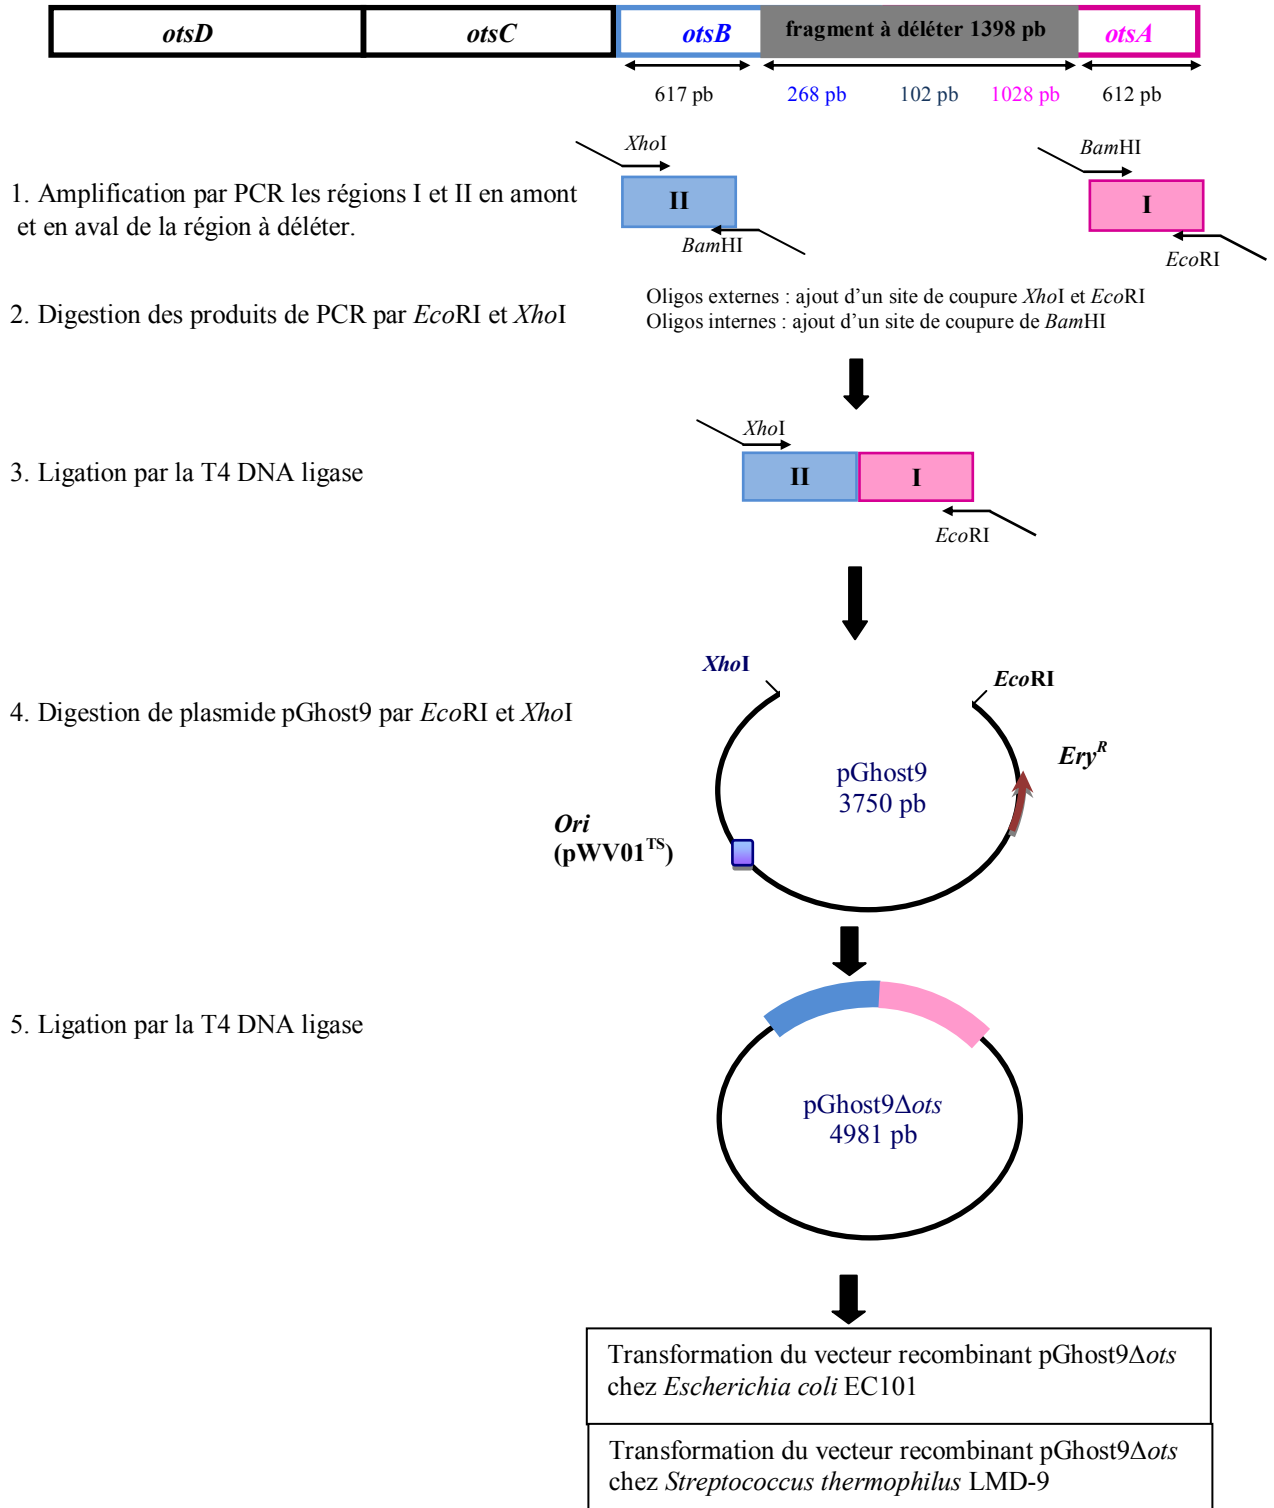 otsD otsC otsB fragment à déléter 1398 pb otsA
617 pb 268 pb 102 pb 1028 pb 612 pb
XhoI BamHI
1. Amplification par PCR les régions I et II en amont
et en aval de la région à déléter.
II I
BamHI EcoRI
2. Digestion des produits de PCR par EcoRI et XhoI
Oligos externes : ajout d’un site de coupure XhoI et EcoRI
Oligos internes : ajout d’un site de coupure de BamHI
XhoI
3. Ligation par la T4 DNA ligase
II I
EcoRI
XhoI EcoRI
4. Digestion de plasmide pGhost9 par EcoRI et XhoI
Ery^R
pGhost9
3750 pb
Ori
(pWV01^TS)
5. Ligation par la T4 DNA ligase
pGhost9Δots
4981 pb
Transformation du vecteur recombinant pGhost9Δots
chez Escherichia coli EC101
Transformation du vecteur recombinant pGhost9Δots
chez Streptococcus thermophilus LMD-9